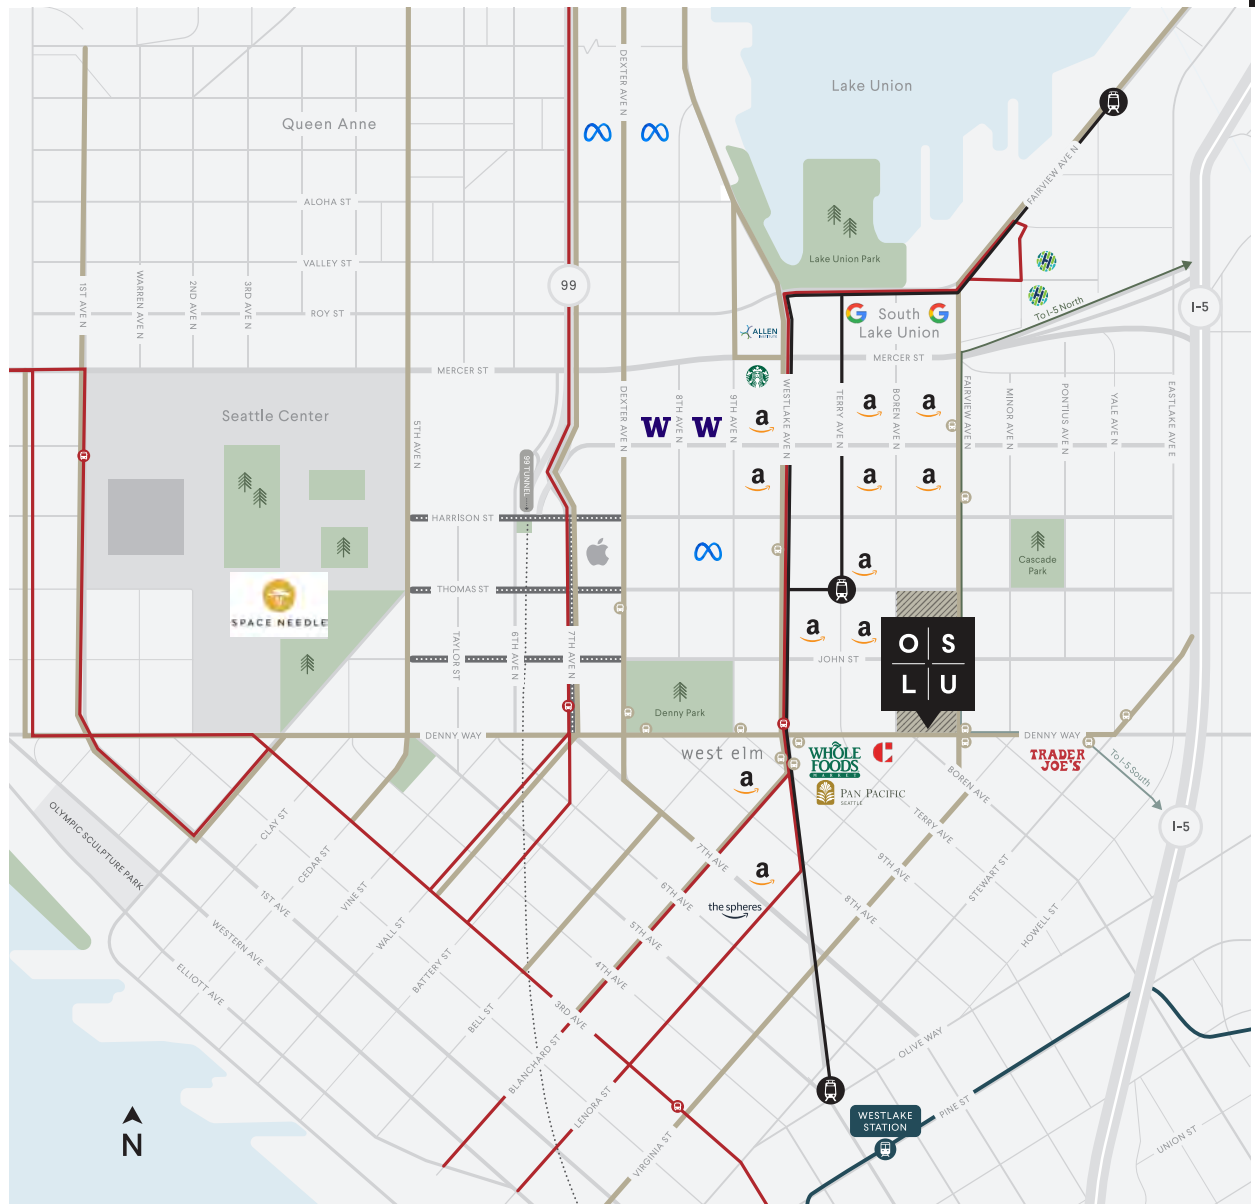 Lake Union
DEXTER AVE N
Queen Anne
FAIRVIEW AVE N
ALOHA ST
VALLEY ST
Lake Union Park
H
H
1ST AVE N
WARREN AVE N
2ND AVE N
3RD AVE N
99
To I-5 North
I-5
ROY ST
G
South
Lake Union
G
ALLEN
MERCER ST
MERCER ST
Seattle Center
5TH AVE N
DEXTER AVE N
8TH AVE N
9TH AVE N
WESTLAKE AVE N
TERRY AVE N
BOREN AVE N
FAIRVIEW AVE N
MINOR AVE N
PONTIUS AVE N
YALE AVE N
EASTLAKE AVE E
W
W
a
a
a
99 TUNNEL
a
a
a
HARRISON ST
Cascade
Park
a
THOMAS ST
SPACE NEEDLE
TAYLOR ST
6TH AVE N
7TH AVE N
a
a
JOHN ST
O S
L U
Denny Park
DENNY WAY
DENNY WAY
west elm
WHOLE
FOODS
MARKET
TRADER
JOE'S
To I-5 South
a
PAN PACIFIC
SEATTLE
BOREN AVE
OLYMPIC SCULPTURE PARK
CLAY ST
TERRY AVE
I-5
CEDAR ST
7TH AVE
9TH AVE
STEWART ST
a
1ST AVE
VINE ST
6TH AVE
the spheres
8TH AVE
HOWELL ST
WESTERN AVE
WALL ST
5TH AVE
ELLIOTT AVE
BATTERY ST
4TH AVE
BELL ST
3RD AVE
OLIVE WAY
BLANCHARD ST
LENORA ST
PINE ST
WESTLAKE
STATION
N
VIRGINIA ST
UNION ST